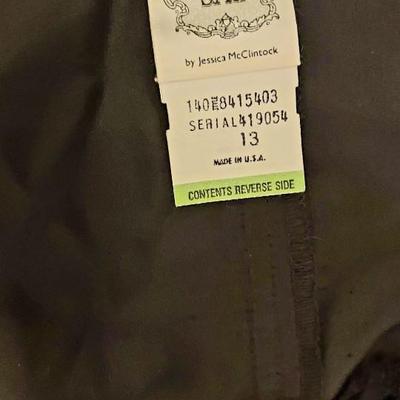 by Jessica McClintock
140 8415403
SERIAL419054
13
MADE IN U.S.A.
CONTENTS REVERSE SIDE